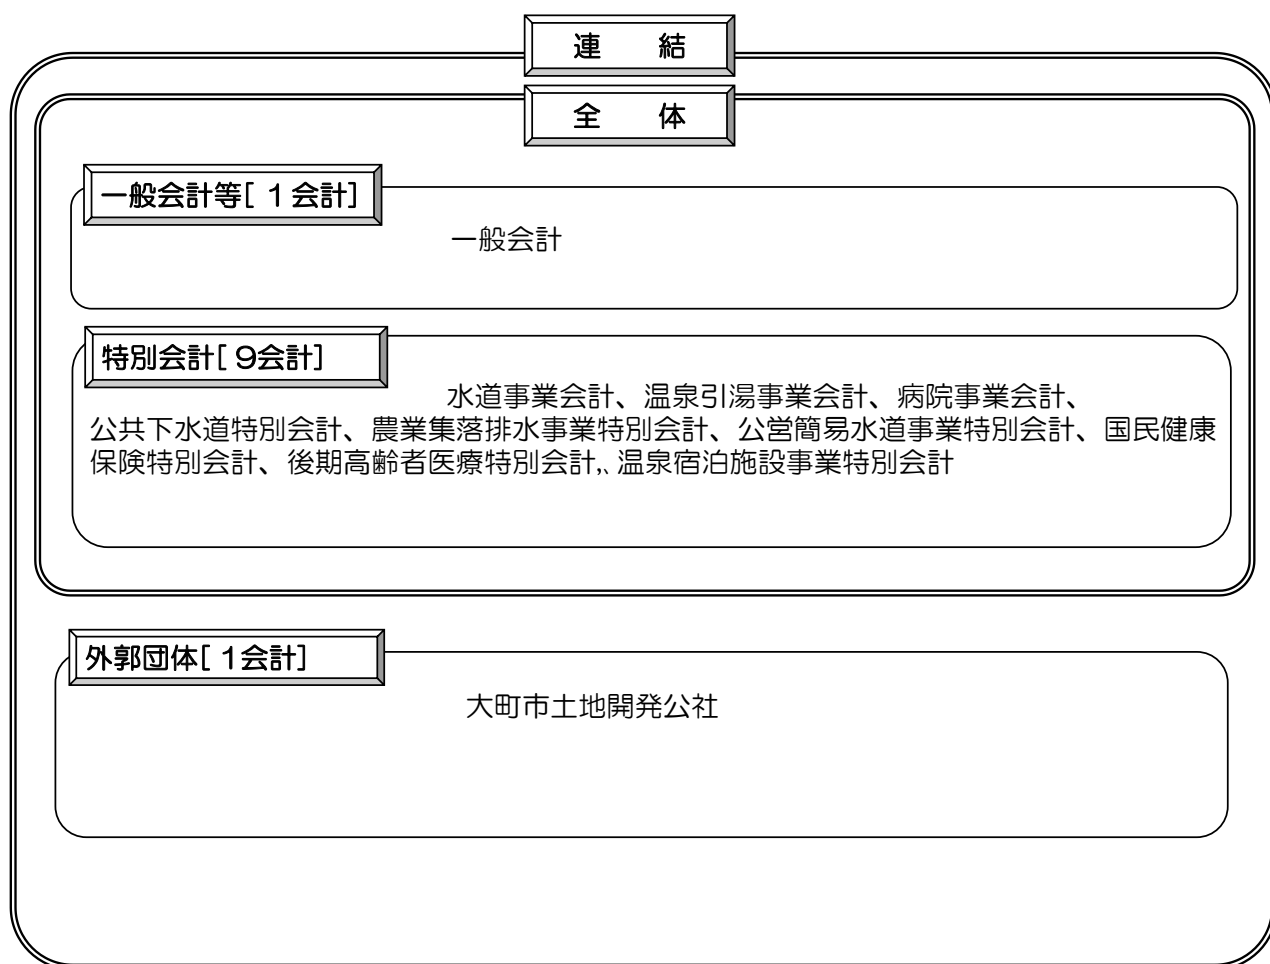 連　　結
全　　体
一般会計等[ 1 会計]
一般会計
特別会計[ 9会計]
水道事業会計、温泉引湯事業会計、病院事業会計、
公共下水道特別会計、農業集落排水事業特別会計、公営簡易水道事業特別会計、国民健康
保険特別会計、後期高齢者医療特別会計,、温泉宿泊施設事業特別会計
外郭団体[ 1会計]
大町市土地開発公社